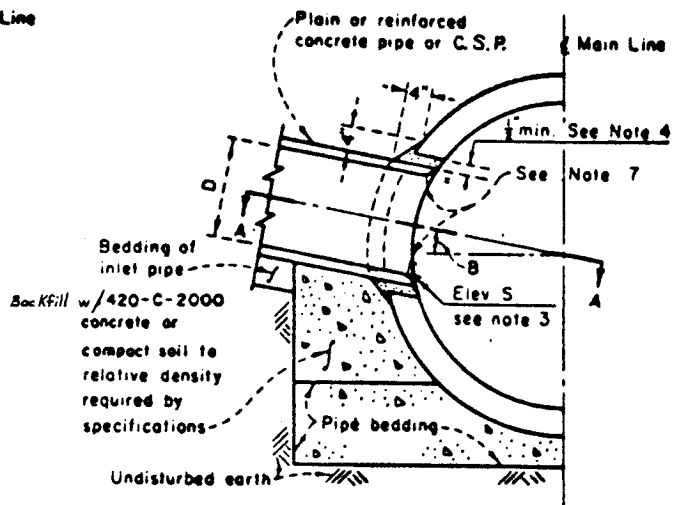 Line
Plain or reinforced
concrete pipe or C.S.P.
℄ Main Line
4"
4"
1" min. See Note 4
See Note 7
D
A
B
A
Bedding of
inlet pipe
Elev S
see note 3
Backfill w/420-C-2000
concrete or
compact soil to
relative density
required by
specifications
Pipe bedding
Undisturbed earth